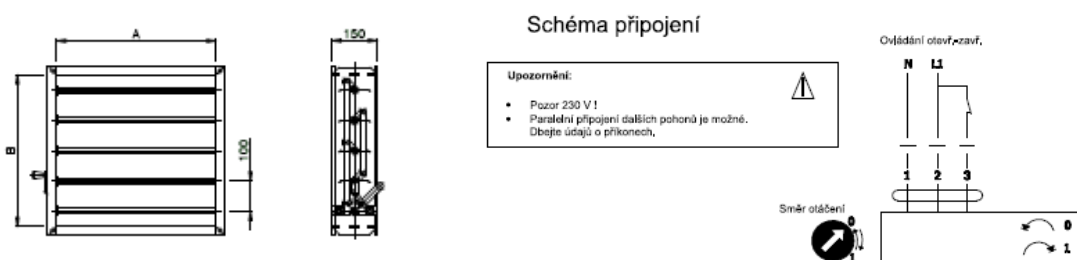 A
150
B
100
Schéma připojení
Upozornění:
• Pozor 230 V !
• Paralelní připojení dalších pohonů je možné.
Dbejte údajů o příkonech,
Ovládání otevř,-zavř,
N L1
1 2 3
Směr otáčení
0
1
0
1